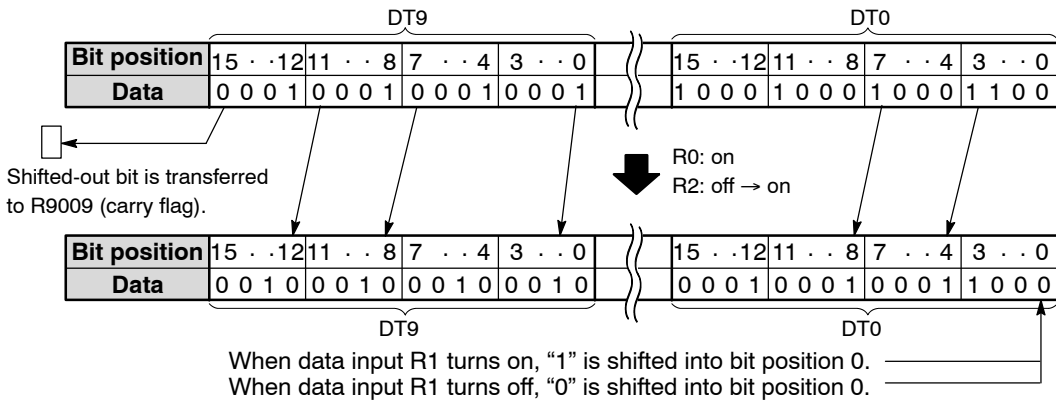 DT9 DT0
Bit position 15 · · 12 11 · · 8 7 · · 4 3 · · 0 15 · · 12 11 · · 8 7 · · 4 3 · · 0
Data 0 0 0 1 0 0 0 1 0 0 0 1 0 0 0 1 1 0 0 0 1 0 0 0 1 0 0 0 1 1 0 0
R0: on
R2: off → on
Shifted-out bit is transferred
to R9009 (carry flag).
Bit position 15 · · 12 11 · · 8 7 · · 4 3 · · 0 15 · · 12 11 · · 8 7 · · 4 3 · · 0
Data 0 0 1 0 0 0 1 0 0 0 1 0 0 0 1 0 0 0 0 1 0 0 0 1 0 0 0 1 1 0 0 0
DT9 DT0
When data input R1 turns on, “1” is shifted into bit position 0.
When data input R1 turns off, “0” is shifted into bit position 0.